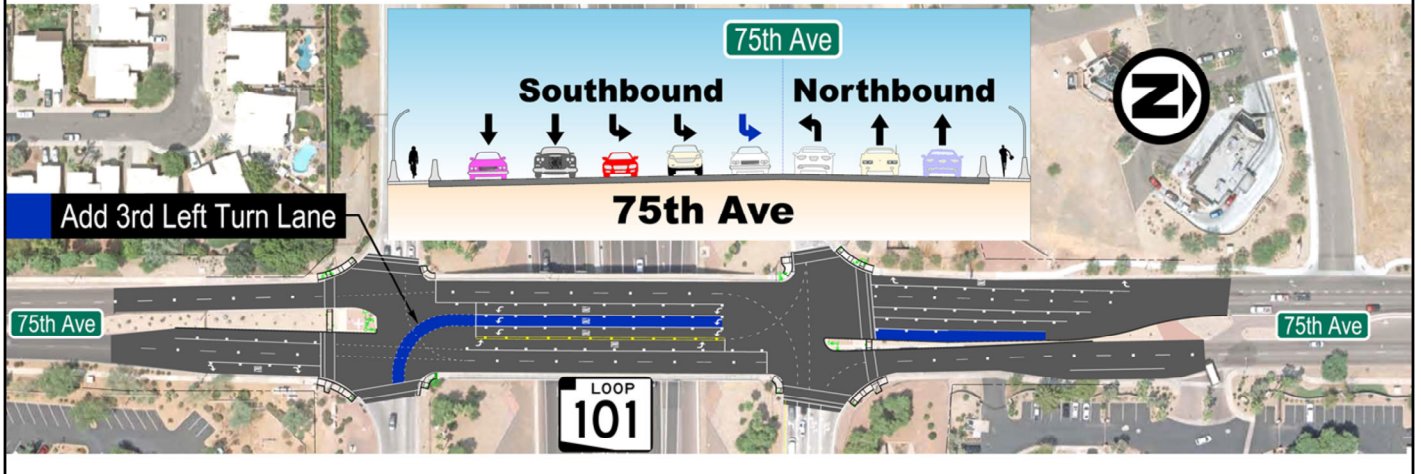 75th Ave
Southbound
Northbound
N
75th Ave
Add 3rd Left Turn Lane
75th Ave
75th Ave
LOOP
101